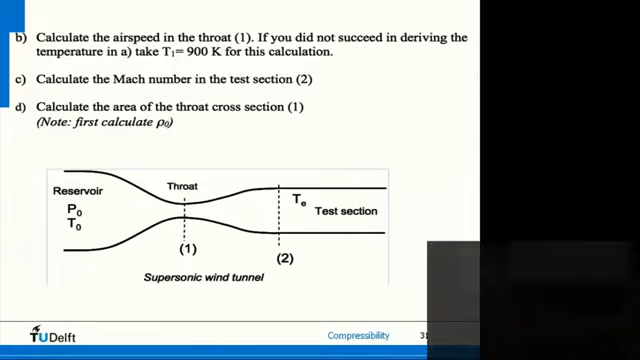 b) Calculate the airspeed in the throat (1). If you did not succeed in deriving the
temperature in a) take T₁= 900 K for this calculation.
c) Calculate the Mach number in the test section (2)
d) Calculate the area of the throat cross section (1)
(Note: first calculate ρ₀)
Reservoir
Throat
P₀
T₀
Tₑ
Test section
(1)
(2)
Supersonic wind tunnel
TUDelft
Compressibility
31